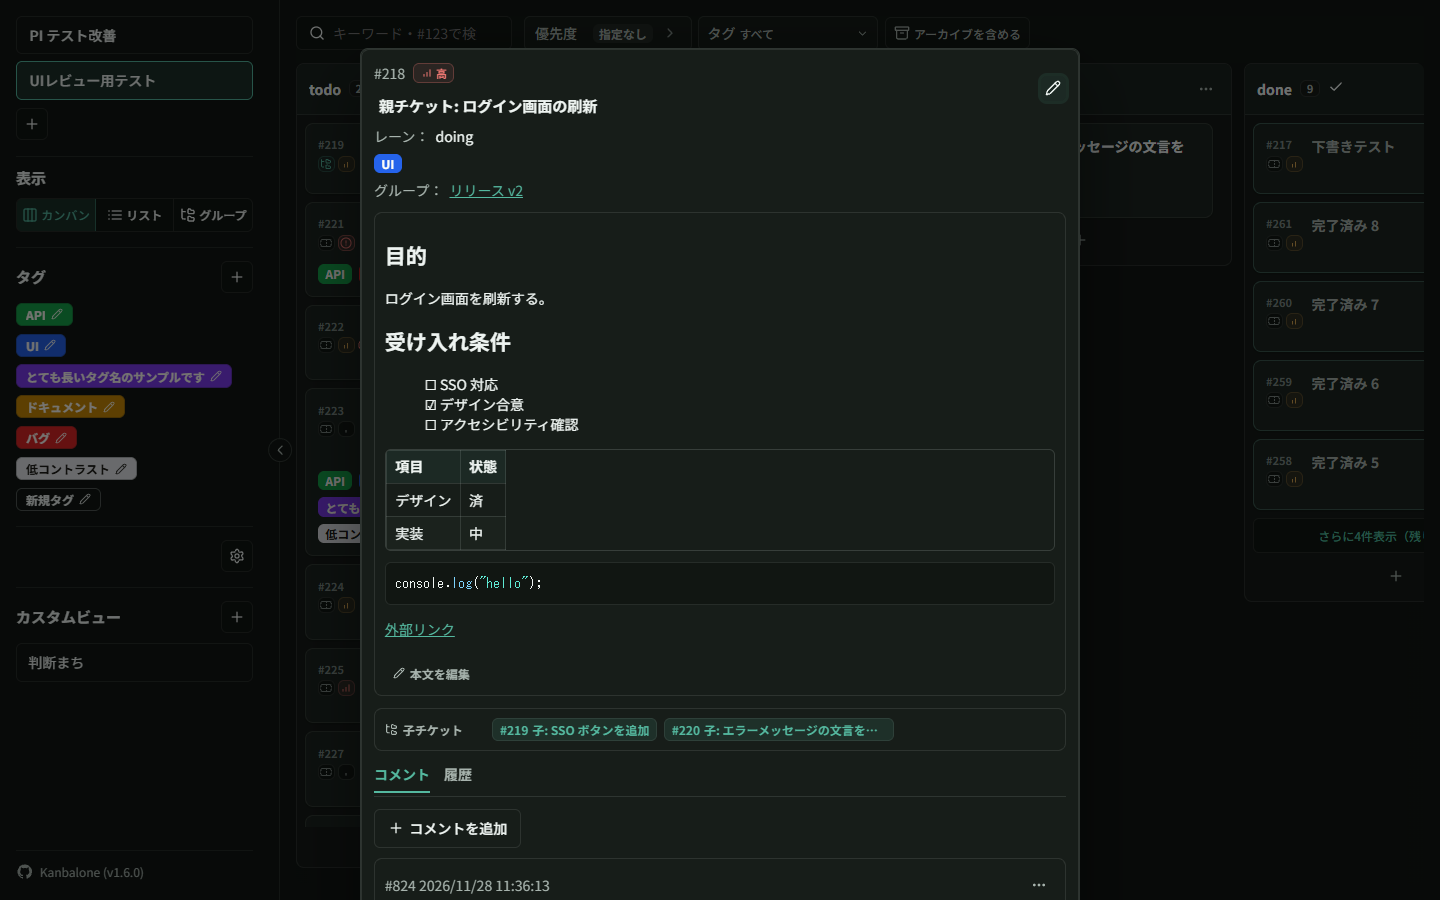 PI テスト改善
UIレビュー用テスト
表示
カンバン
リスト
グループ
タグ
API
UI
とても長いタグ名のサンプルです
ドキュメント
バグ
低コントラスト
新規タグ
カスタムビュー
判断まち
Kanbalone (v1.6.0)
キーワード・#123で検
優先度 指定なし
タグ すべて
アーカイブを含める
todo
#219
#221
API
#222
#223
API
とても
低コン
#224
#225
#227
#218 高
親チケット: ログイン画面の刷新
レーン： doing
UI
グループ： リリース v2
目的
ログイン画面を刷新する。
受け入れ条件
SSO 対応
デザイン合意
アクセシビリティ確認
項目 状態
デザイン 済
実装 中
console.log("hello");
外部リンク
本文を編集
子チケット
#219 子: SSO ボタンを追加
#220 子: エラーメッセージの文言を…
コメント 履歴
コメントを追加
#824 2026/11/28 11:36:13
ッセージの文言を
done 9
#217 下書きテスト
#261 完了済み 8
#260 完了済み 7
#259 完了済み 6
#258 完了済み 5
さらに4件表示（残